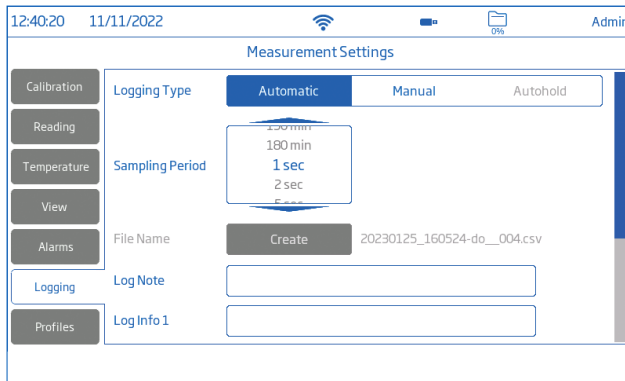 12:40:20 11/11/2022 0% Admin
Measurement Settings
Calibration
Reading
Temperature
View
Alarms
Logging
Profiles
Logging Type Automatic Manual Autohold
180 min
Sampling Period 1 sec
2 sec
File Name Create 20230125_160524-do__004.csv
Log Note
Log Info 1